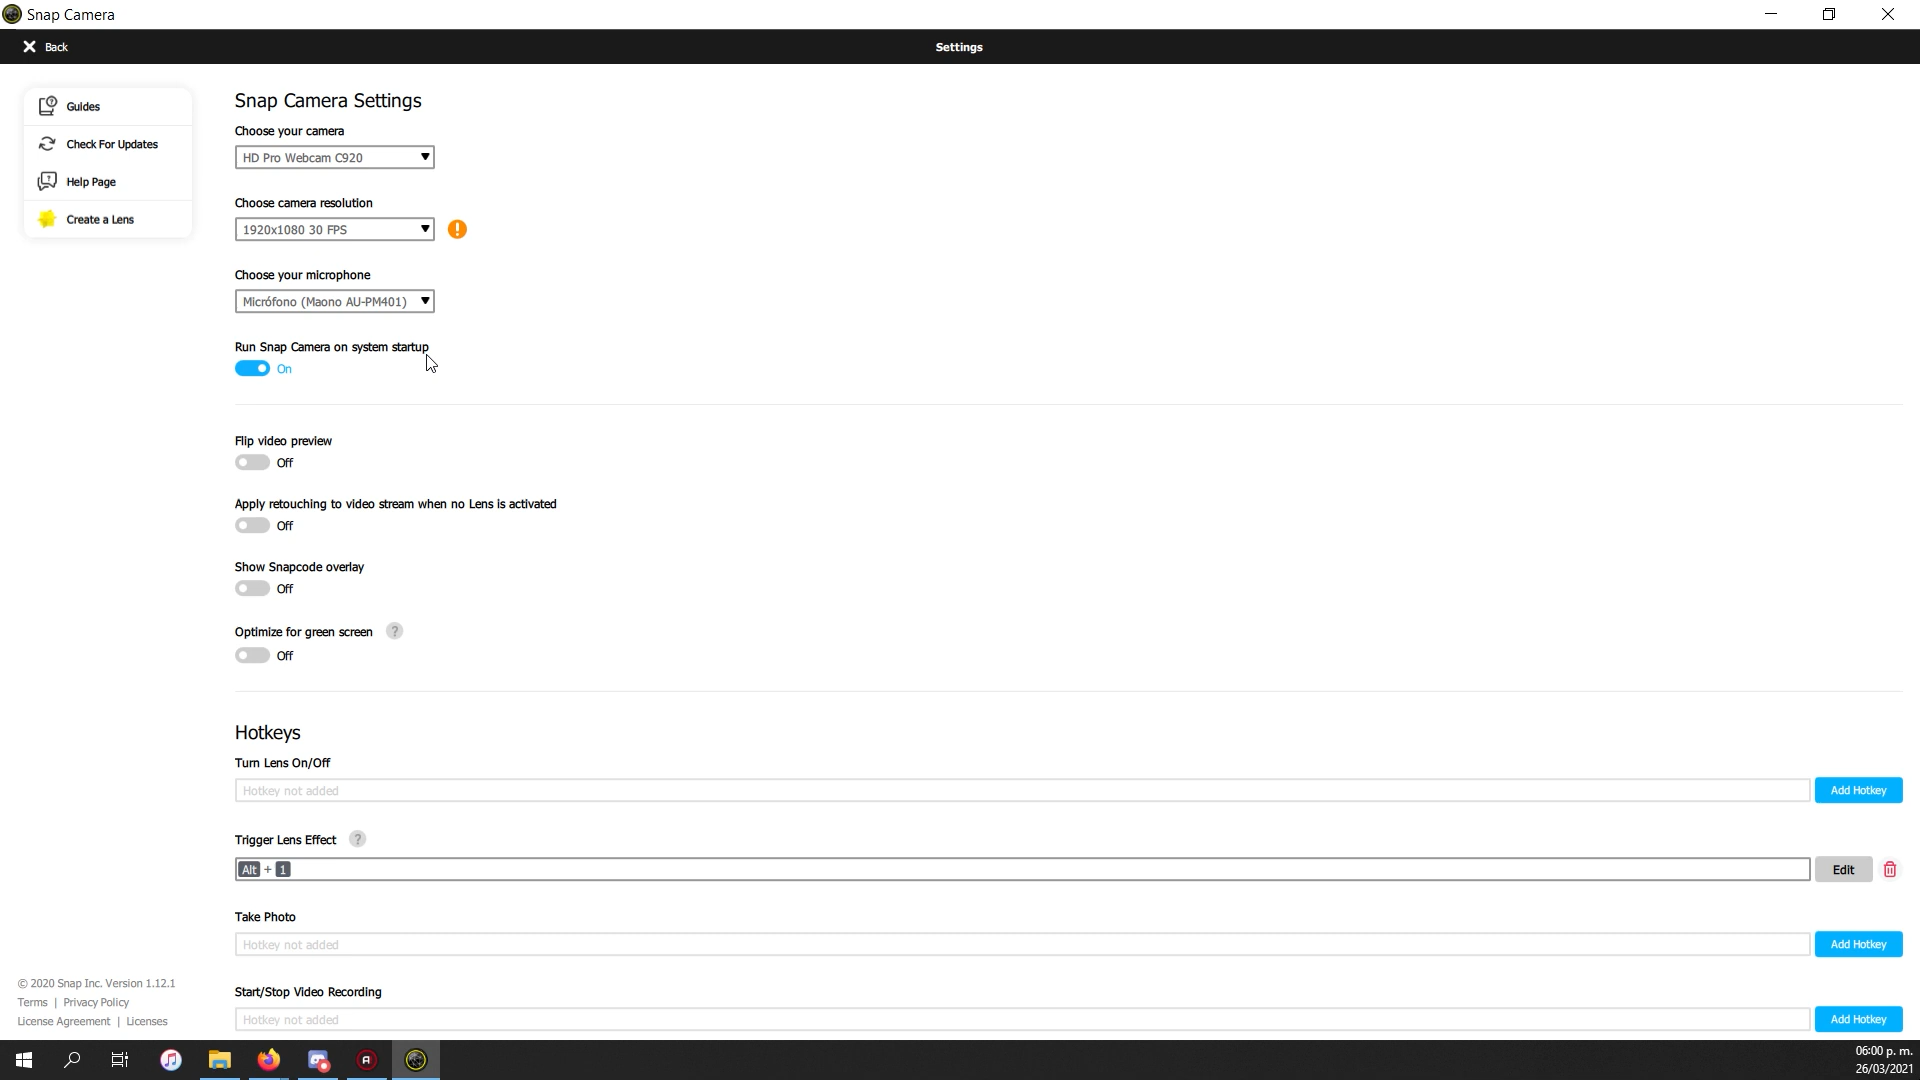 Snap Camera
Back
Settings
Guides
Check For Updates
Help Page
Create a Lens
Snap Camera Settings
Choose your camera
HD Pro Webcam C920
Choose camera resolution
1920x1080 30 FPS
Choose your microphone
Micrófono (Maono AU-PM401)
Run Snap Camera on system startup
On
Flip video preview
Off
Apply retouching to video stream when no Lens is activated
Off
Show Snapcode overlay
Off
Optimize for green screen ?
Off
Hotkeys
Turn Lens On/Off
Hotkey not added Add Hotkey
Trigger Lens Effect ?
Alt + 1 Edit
Take Photo
Hotkey not added Add Hotkey
Start/Stop Video Recording
Hotkey not added Add Hotkey
© 2020 Snap Inc. Version 1.12.1
Terms | Privacy Policy
License Agreement | Licenses
06:00 p. m.
26/03/2021